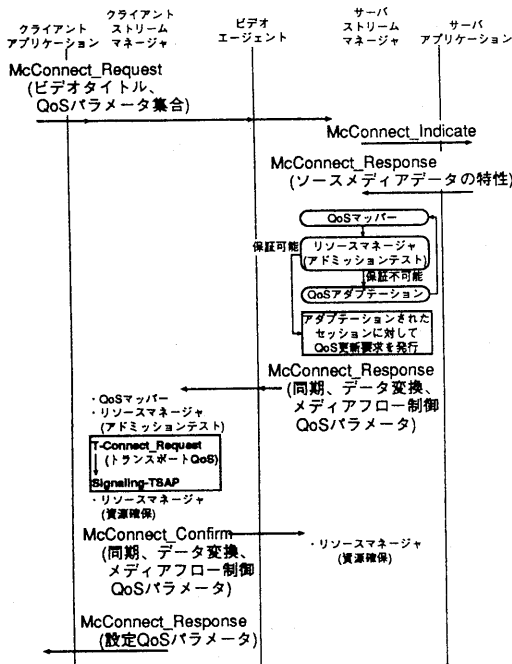 クライアント
アプリケーション
クライアント
ストリーム
マネージャ
ビデオ
エージェント
サーバ
ストリーム
マネージャ
サーバ
アプリケーション
McConnect_Request
(ビデオタイトル、
QoSパラメータ集合)
McConnect_Indicate
McConnect_Response
(ソースメディアデータの特性)
QoSマッパー
保証可能
リソースマネージャ
(アドミッションテスト)
保証不可能
QoSアダプテーション
アダプテーションされた
セッションに対して
QoS更新要求を発行
McConnect_Response
(同期、データ変換、
メディアフロー制御
QoSパラメータ)
・QoSマッパー
・リソースマネージャ
(アドミッションテスト)
T-Connect_Request
(トランスポートQoS)
Signaling-TSAP
・リソースマネージャ
(資源確保)
McConnect_Confirm
(同期、データ変換、
メディアフロー制御
QoSパラメータ)
・リソースマネージャ
(資源確保)
McConnect_Response
(設定QoSパラメータ)